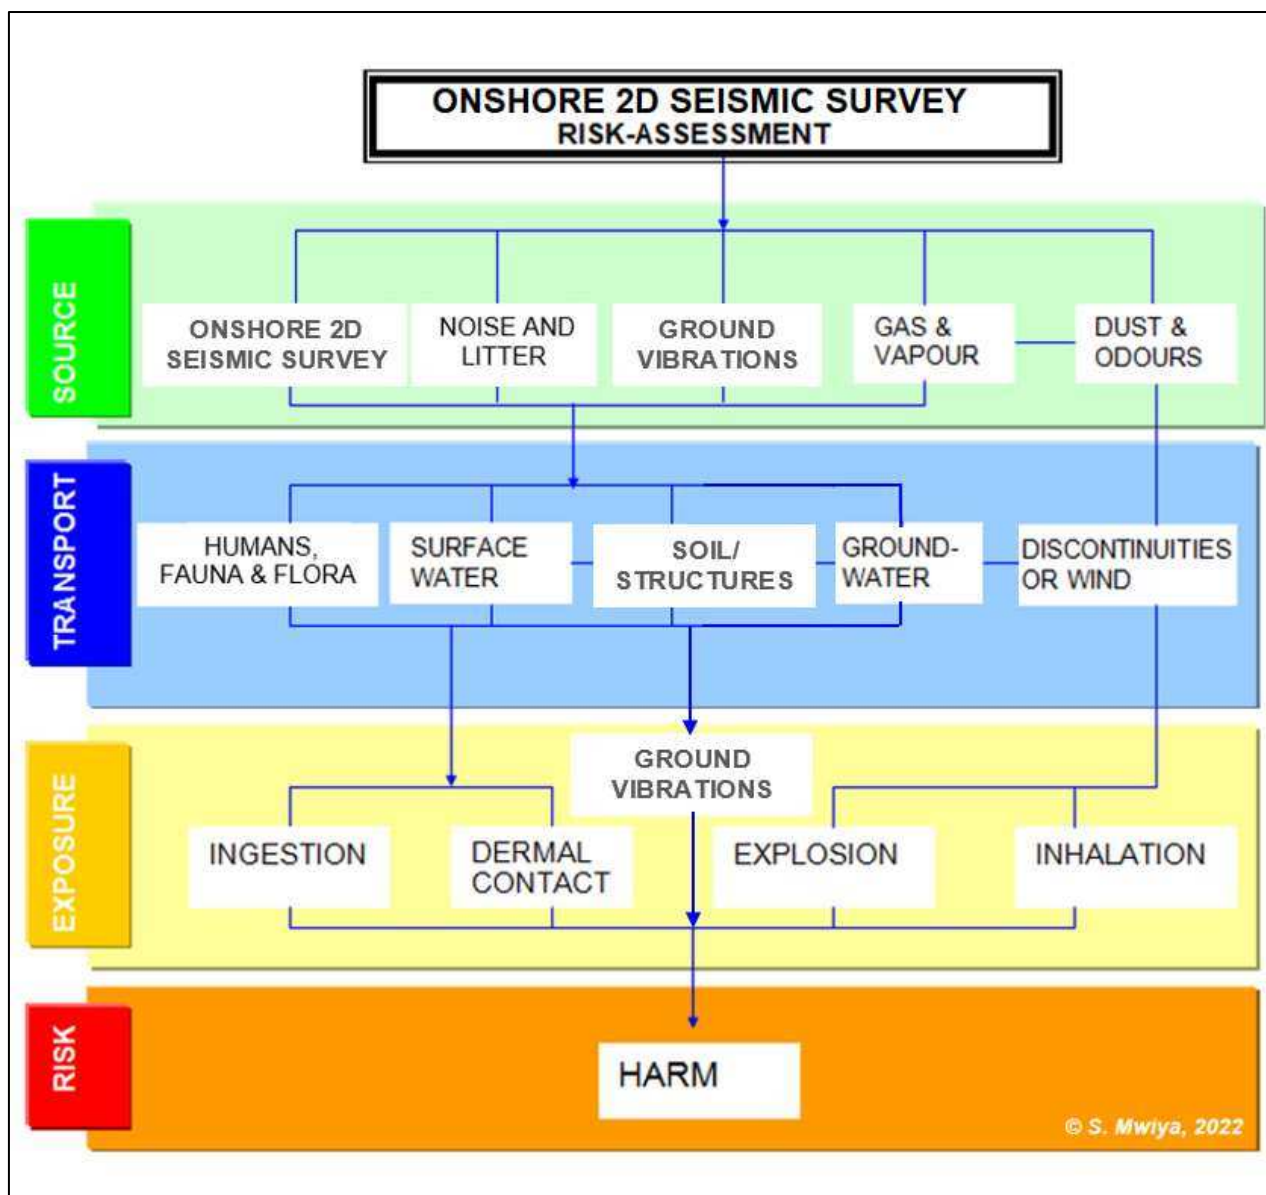 ONSHORE 2D SEISMIC SURVEY
RISK-ASSESSMENT
SOURCE
ONSHORE 2D
SEISMIC SURVEY
NOISE AND
LITTER
GROUND
VIBRATIONS
GAS &
VAPOUR
DUST &
ODOURS
TRANSPORT
HUMANS,
FAUNA & FLORA
SURFACE
WATER
SOIL/
STRUCTURES
GROUND-
WATER
DISCONTINUITIES
OR WIND
EXPOSURE
GROUND
VIBRATIONS
INGESTION
DERMAL
CONTACT
EXPLOSION
INHALATION
RISK
HARM
© S. Mwiya, 2022